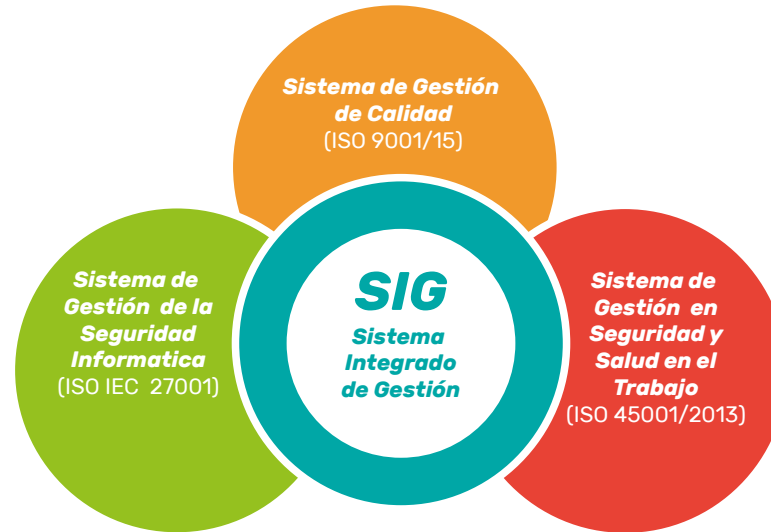 Sistema de Gestión
de Calidad
(ISO 9001/15)
Sistema de
Gestión de la
Seguridad
Informatica
(ISO IEC 27001)
SIG
Sistema
Integrado
de Gestión
Sistema de
Gestión en
Seguridad y
Salud en el
Trabajo
(ISO 45001/2013)